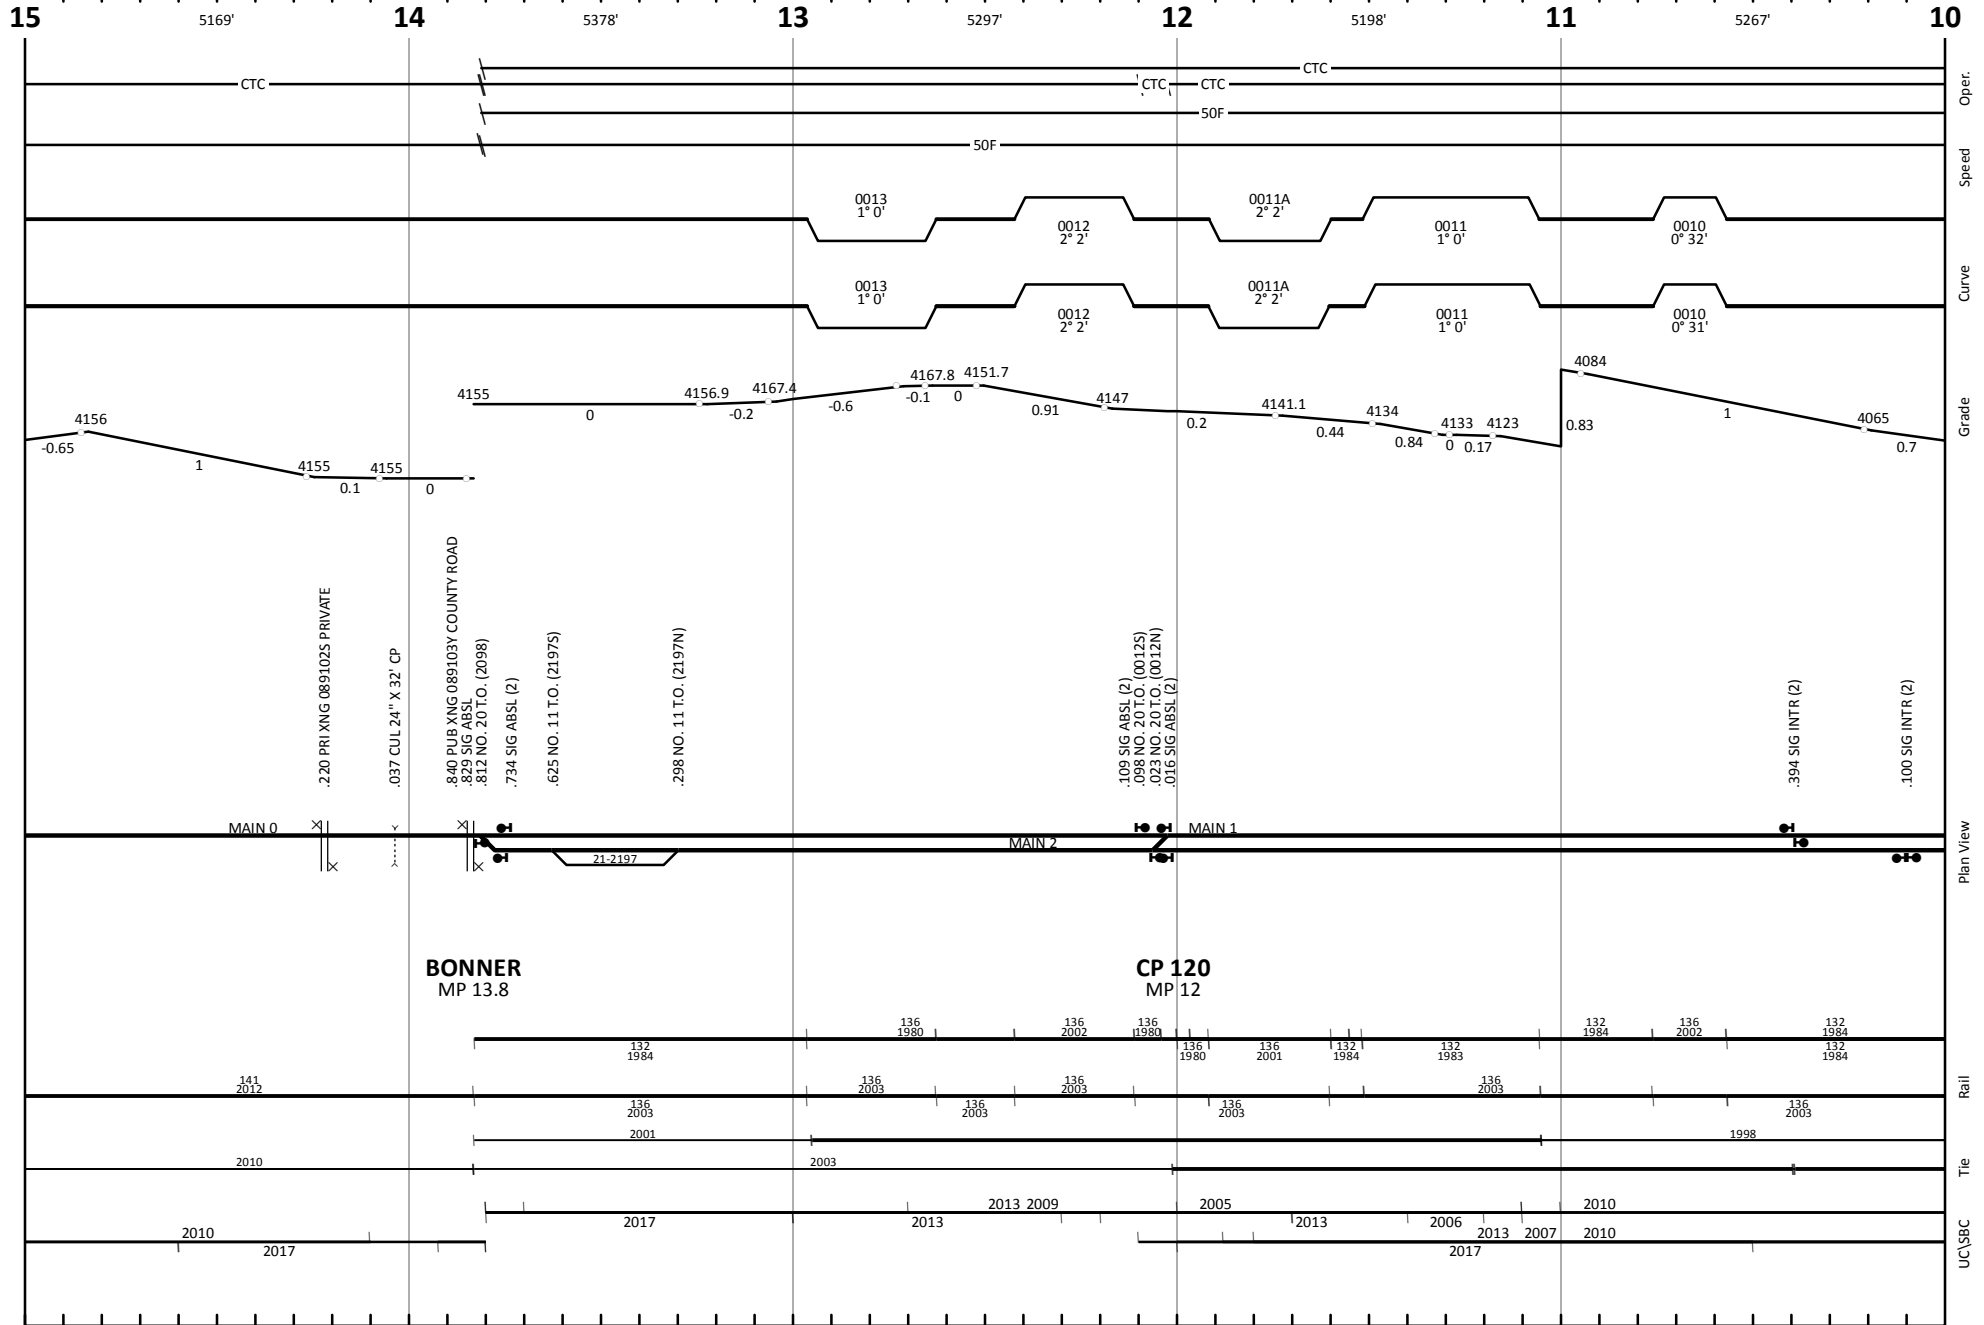 15 5169' 14 5378' 13 5297' 12 5198' 11 5267' 10
CTC
CTC CTC CTC
Oper.
50F
50F
Speed
0013
1° 0'
0012
2° 2'
0011A
2° 2'
0011
1° 0'
0010
0° 32'
0013
1° 0'
0012
2° 2'
0011A
2° 2'
0011
1° 0'
0010
0° 31'
Curve
4156 4155 4155 4155 4156.9 4167.4 4167.8 4151.7 4147 4141.1 4134 4133 4123 4084 4065
-0.65 1 0.1 0 0 -0.2 -0.6 -0.1 0 0.91 0.2 0.44 0.84 0 0.17 0.83 1 0.7
Grade
.220 PRI XNG 089102S PRIVATE
.037 CUL 24" X 32' CP
.840 PUB XNG 089103Y COUNTY ROAD
.829 SIG ABSL
.812 NO. 20 T.O. (2098)
.734 SIG ABSL (2)
.625 NO. 11 T.O. (2197S)
.298 NO. 11 T.O. (2197N)
.109 SIG ABSL (2)
.098 NO. 20 T.O. (0012S)
.023 NO. 20 T.O. (0012N)
.016 SIG ABSL (2)
.394 SIG INTR (2)
.100 SIG INTR (2)
MAIN 0 MAIN 2 MAIN 1
21-2197
Plan View
BONNER
MP 13.8
CP 120
MP 12
136
1980
136
2002
136
1980
132
1984
136
2002
132
1984
132
1984
136
1980
136
2001
132
1984
132
1983
132
1984
141
2012
136
2003
136
2003
136
2003
136
2003
136
2003
136
2003
136
2003
Rail
2001 1998
2010 2003
Tie
2013 2009 2005 2010
2017 2013 2013 2006
2010 2013 2007 2010
2017 2017
UC\SBC